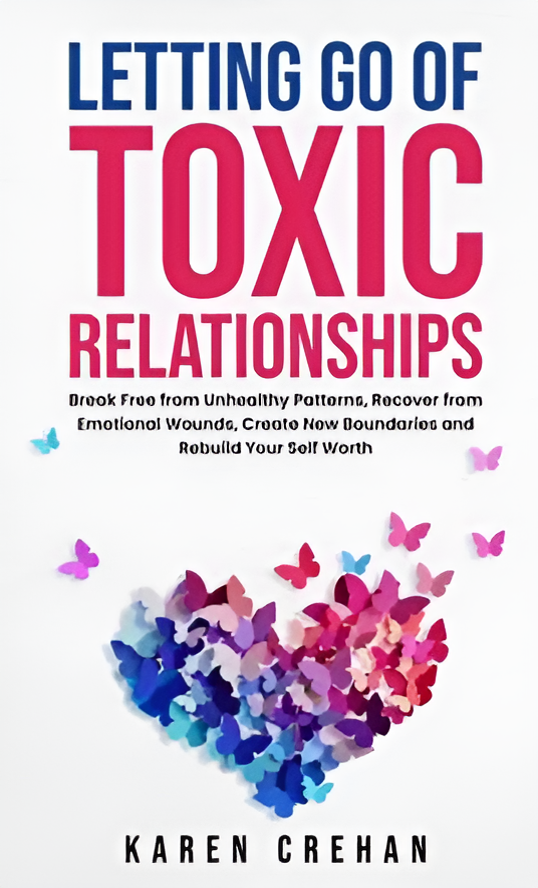 LETTING GO OF
TOXIC
RELATIONSHIPS
Break Free from Unhealthy Patterns, Recover from
Emotional Wounds, Create New Boundaries and
Rebuild Your Self Worth
KAREN CREHAN